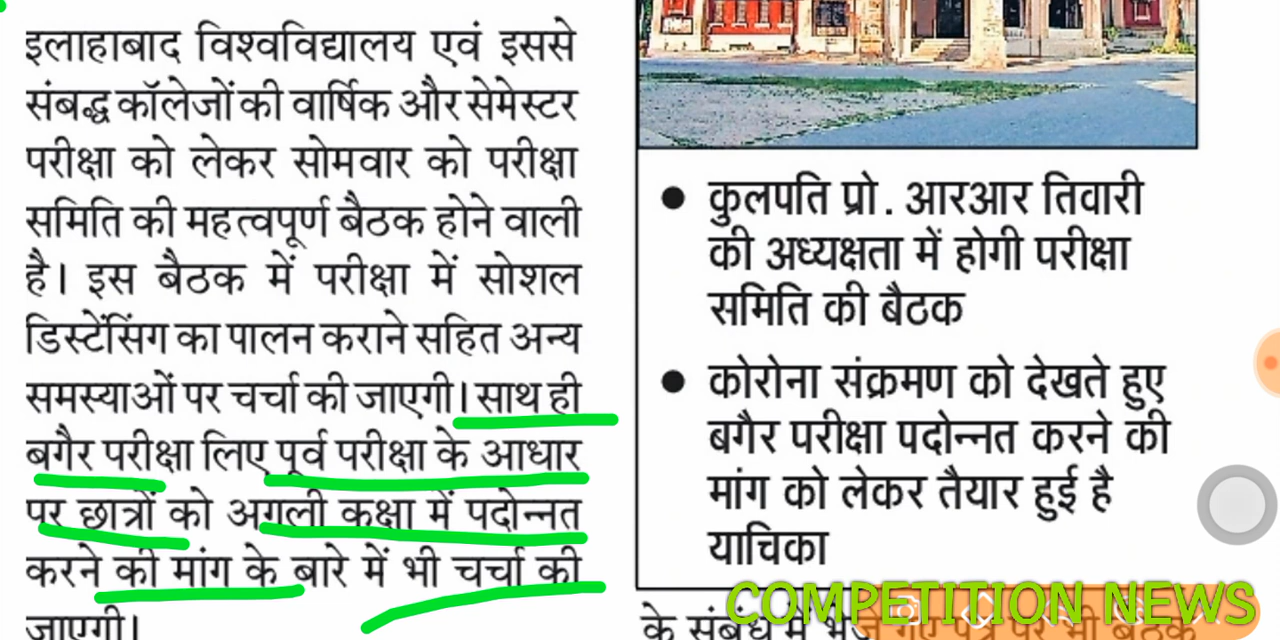 इलाहाबाद विश्वविद्यालय एवं इससे
संबद्ध कॉलेजों की वार्षिक और सेमेस्टर
परीक्षा को लेकर सोमवार को परीक्षा
समिति की महत्वपूर्ण बैठक होने वाली
है। इस बैठक में परीक्षा में सोशल
डिस्टेंसिंग का पालन कराने सहित अन्य
समस्याओं पर चर्चा की जाएगी। साथ ही
बगैर परीक्षा लिए पूर्व परीक्षा के आधार
पर छात्रों को अगली कक्षा में पदोन्नत
करने की मांग के बारे में भी चर्चा की
जाएगी।
● कुलपति प्रो. आरआर तिवारी
की अध्यक्षता में होगी परीक्षा
समिति की बैठक
● कोरोना संक्रमण को देखते हुए
बगैर परीक्षा पदोन्नत करने की
मांग को लेकर तैयार हुई है
याचिका
के संबंध में
COMPETITION NEWS